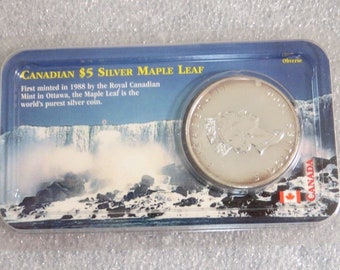 Obverse
CANADIAN $5 SILVER MAPLE LEAF
First minted in 1988 by the Royal Canadian
Mint in Ottawa, the Maple Leaf is the
world's purest silver coin.
CANADA